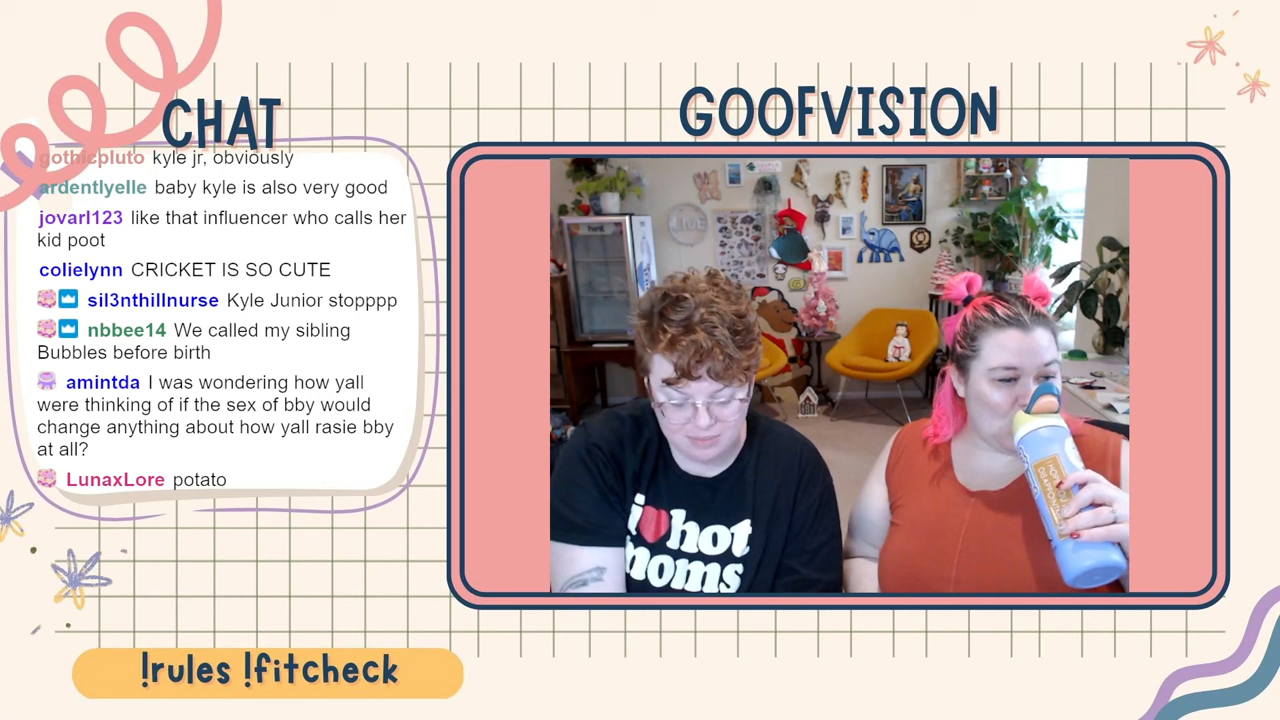 CHAT
GOOFVISION
gothicpluto kyle jr, obviously
ardentlyelle baby kyle is also very good
jovarl123 like that influencer who calls her
kid poot
colielynn CRICKET IS SO CUTE
sil3nthillnurse Kyle Junior stopppp
nbbee14 We called my sibling
Bubbles before birth
amintda I was wondering how yall
were thinking of if the sex of bby would
change anything about how yall rasie bby
at all?
LunaxLore potato
LIVE
i hot
moms
!rules !fitcheck